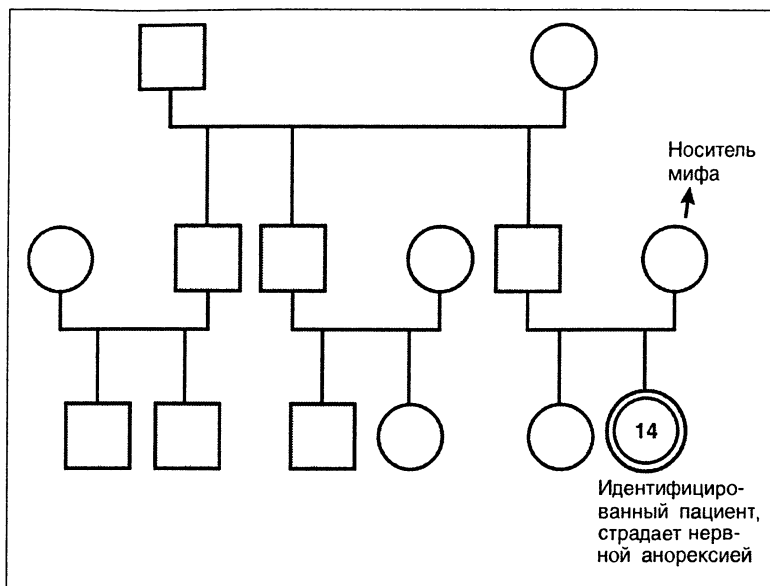 Носитель
мифа
14
Идентифициро-
ванный пациент,
страдает нерв-
ной анорексией